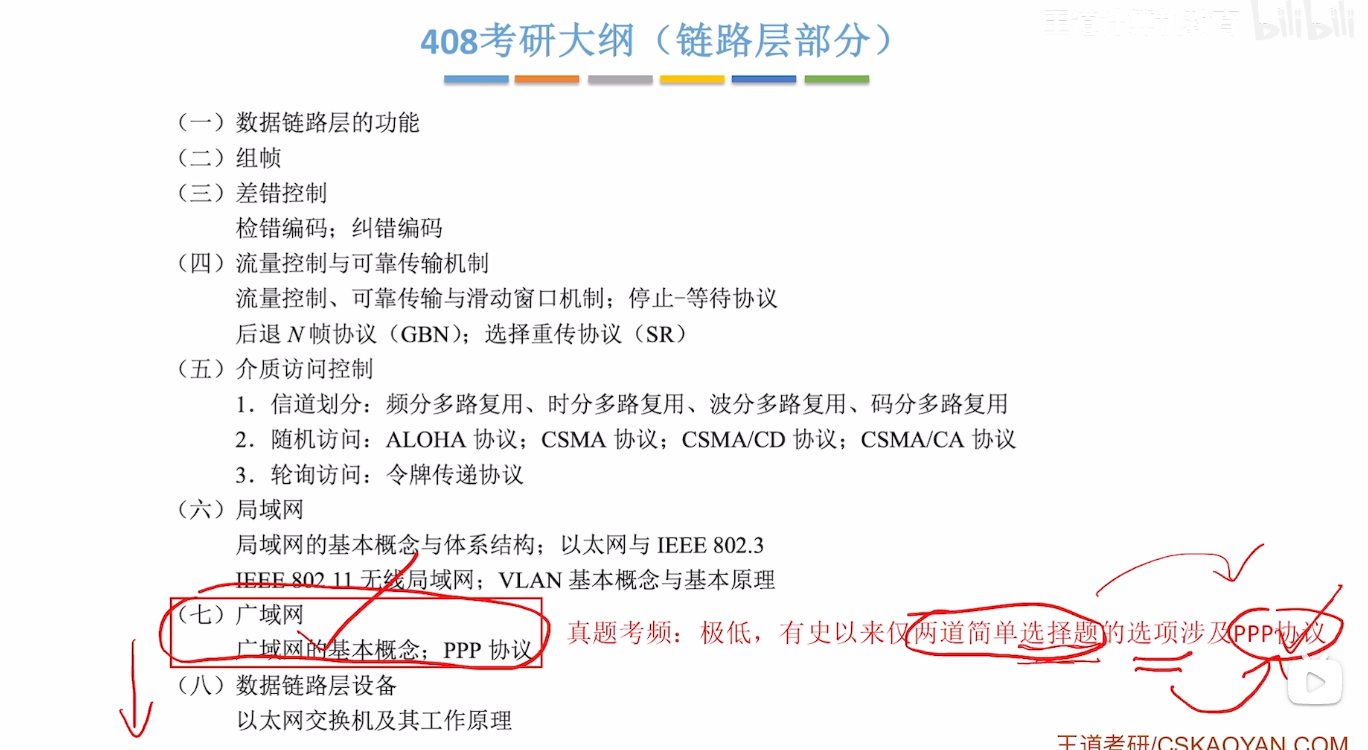 408考研大纲（链路层部分）
bilibili
（一）数据链路层的功能
（二）组帧
（三）差错控制
检错编码；纠错编码
（四）流量控制与可靠传输机制
流量控制、可靠传输与滑动窗口机制；停止-等待协议
后退 N 帧协议（GBN）；选择重传协议（SR）
（五）介质访问控制
1．信道划分：频分多路复用、时分多路复用、波分多路复用、码分多路复用
2．随机访问：ALOHA 协议；CSMA 协议；CSMA/CD 协议；CSMA/CA 协议
3．轮询访问：令牌传递协议
（六）局域网
局域网的基本概念与体系结构；以太网与 IEEE 802.3
IEEE 802.11 无线局域网；VLAN 基本概念与基本原理
（七）广域网
广域网的基本概念；PPP 协议
真题考频：极低，有史以来仅两道简单选择题的选项涉及PPP协议
（八）数据链路层设备
以太网交换机及其工作原理
王道考研/CSKAOYAN.COM